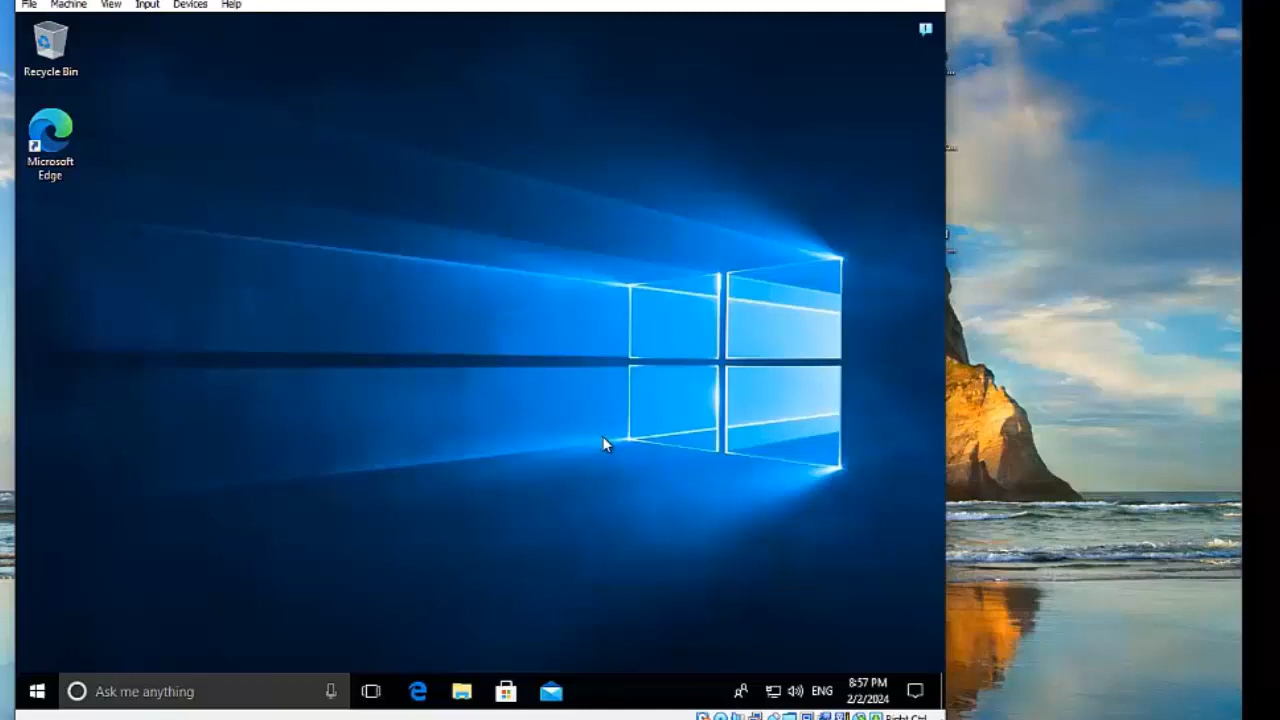 File Machine View Input Devices Help
Recycle Bin
Microsoft
Edge
Ask me anything
ENG
8:57 PM
2/2/2024
Right Ctrl